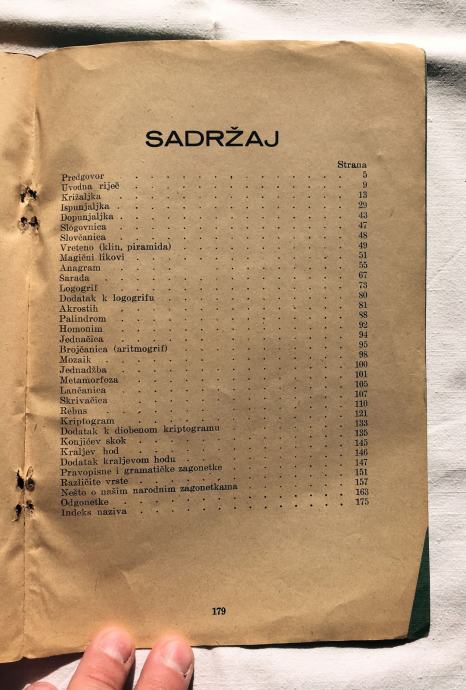 SADRŽAJ
Strana
Predgovor . . . . . . . . . . . . 5
Uvodna riječ . . . . . . . . . . . . 9
Križaljka . . . . . . . . . . . . 13
Ispunjaljka . . . . . . . . . . . . 29
Dopunjaljka . . . . . . . . . . . . 43
Slogovnica . . . . . . . . . . . . 47
Slovčanica . . . . . . . . . . . . 48
Vreteno (klin, piramida) . . . . . . . . . 49
Magični likovi . . . . . . . . . . . 51
Anagram . . . . . . . . . . . . 55
Šarada . . . . . . . . . . . . 67
Logogrif . . . . . . . . . . . . 73
Dodatak k logogrifu . . . . . . . . . . 80
Akrostih . . . . . . . . . . . . 81
Palindrom . . . . . . . . . . . . 88
Homonim . . . . . . . . . . . . 92
Jednačica . . . . . . . . . . . . 94
Brojčanica (aritmogrif) . . . . . . . . . 95
Mozaik . . . . . . . . . . . . 98
Jednadžba . . . . . . . . . . . . 100
Metamorfoza . . . . . . . . . . . 101
Lančanica . . . . . . . . . . . . 105
Skrivačica . . . . . . . . . . . . 107
Rebus . . . . . . . . . . . . 110
Kriptogram . . . . . . . . . . . . 121
Dodatak k diobenom kriptogramu . . . . . . . 133
Konjićev skok . . . . . . . . . . . 135
Kraljev hod . . . . . . . . . . . 145
Dodatak kraljevom hodu . . . . . . . . . 146
Pravopisne i gramatičke zagonetke . . . . . . . 147
Različite vrste . . . . . . . . . . . 151
Nešto o našim narodnim zagonetkama . . . . . . 157
Odgonetke . . . . . . . . . . . . 163
Indeks naziva . . . . . . . . . . . 175
179